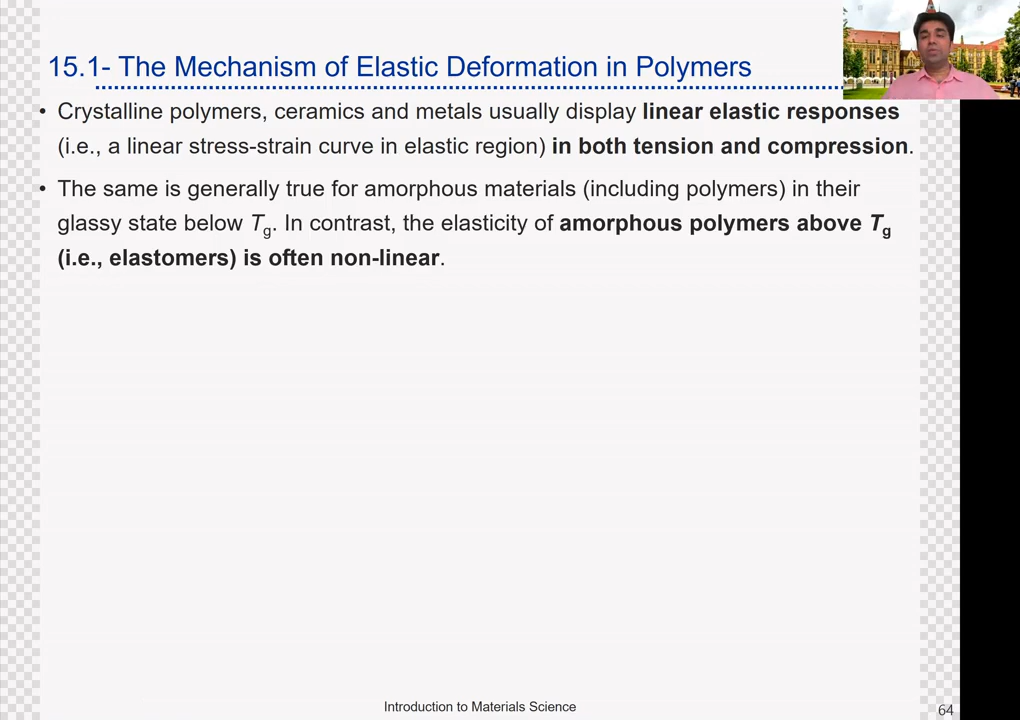 15.1- The Mechanism of Elastic Deformation in Polymers
• Crystalline polymers, ceramics and metals usually display linear elastic responses
(i.e., a linear stress-strain curve in elastic region) in both tension and compression.
• The same is generally true for amorphous materials (including polymers) in their
glassy state below Tg. In contrast, the elasticity of amorphous polymers above Tg
(i.e., elastomers) is often non-linear.
Introduction to Materials Science
64